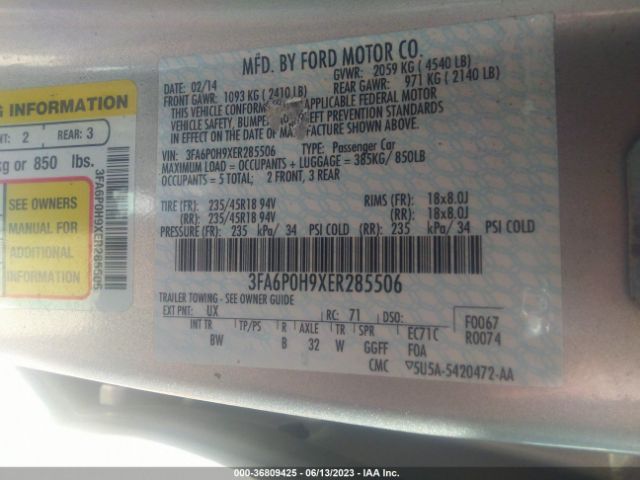 MFD. BY FORD MOTOR CO.
DATE: 02/14 GVWR: 2059 KG ( 4540 LB)
FRONT GAWR: 1093 KG ( 2410 LB) REAR GAWR: 971 KG ( 2140 LB)
THIS VEHICLE CONFORMS APPLICABLE FEDERAL MOTOR
VEHICLE SAFETY, BUMPE THEFT PREVENTION STANDARDS
IN EFFECT ON THE DATE OF MANUFACTURE SHOWN ABOVE.
VIN: 3FA6P0H9XER285506 TYPE: Passenger Car
MAXIMUM LOAD = OCCUPANTS + LUGGAGE = 385KG/ 850LB
OCCUPANTS = 5 TOTAL: 2 FRONT, 3 REAR
TIRE (FR): 235/45R18 94V RIMS (FR): 18x8.0J
(RR): 235/45R18 94V (RR): 18x8.0J
PRESSURE (FR): 235 kPa/ 34 PSI COLD (RR): 235 kPa/ 34 PSI COLD
3FA6P0H9XER285506
TRAILER TOWING - SEE OWNER GUIDE
EXT PNT: UX RC: 71 DSO: F0067
INT TR TP/PS R AXLE TR SPR EC71C R0074
BW B 32 W GGFF F0A
CMC 5U5A-5420472-AA
G INFORMATION
NT: 2 REAR: 3
kg or 850 lbs.
SEE OWNERS
MANUAL FOR
ADDITIONAL
INFORMATION
3FA6P0H9XER285506
000-36809425 - 06/13/2023 - IAAI.COM